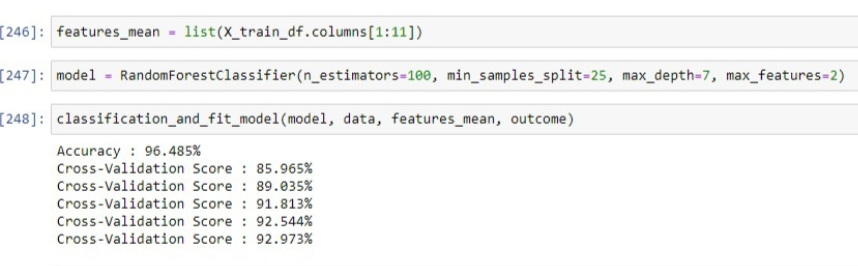 [246]: features_mean = list(X_train_df.columns[1:11])
[247]: model = RandomForestClassifier(n_estimators=100, min_samples_split=25, max_depth=7, max_features=2)
[248]: classification_and_fit_model(model, data, features_mean, outcome)
Accuracy : 96.485%
Cross-Validation Score : 85.965%
Cross-Validation Score : 89.035%
Cross-Validation Score : 91.813%
Cross-Validation Score : 92.544%
Cross-Validation Score : 92.973%